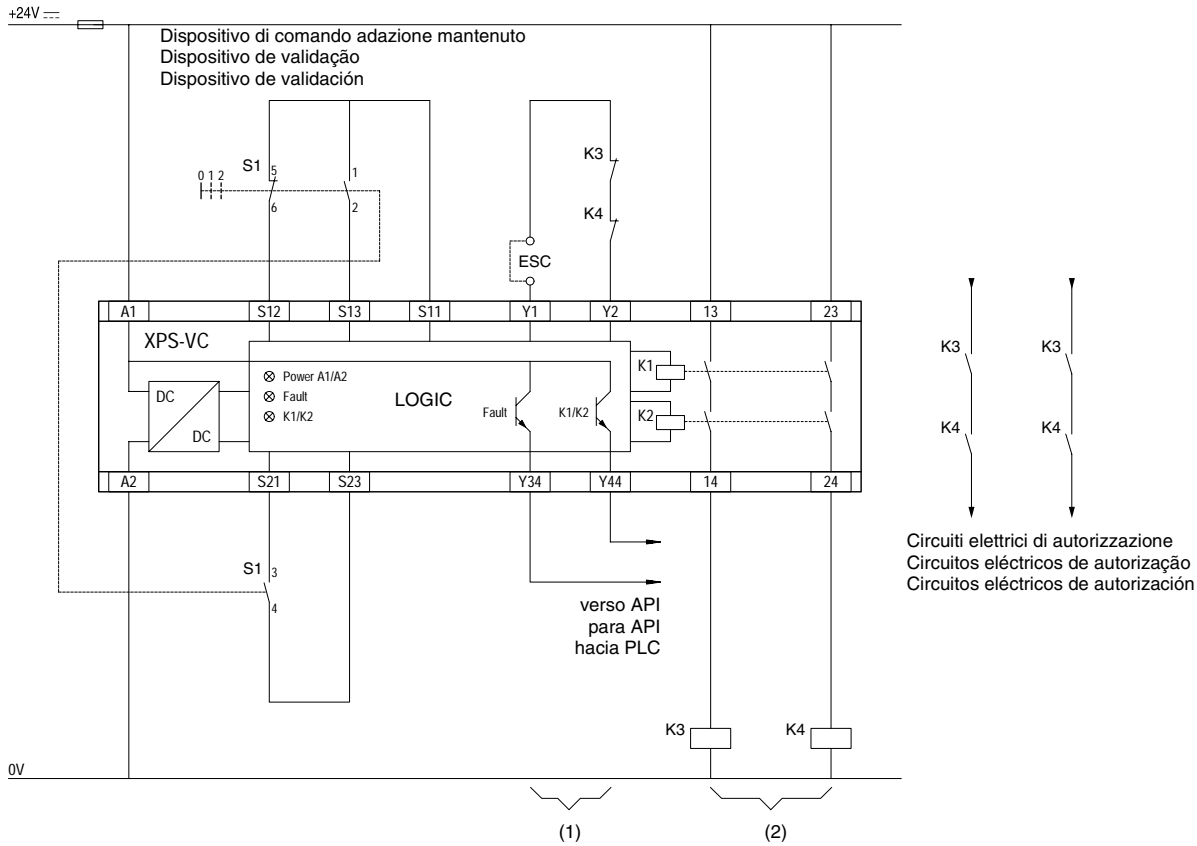 +24V
Dispositivo di comando adazione mantenuto
Dispositivo de validação
Dispositivo de validación
K3
S1 5 1
0 1 2
6 2
K4
ESC
A1 S12 S13 S11 Y1 Y2 13 23
XPS-VC
K3 K3
K1
Power A1/A2
DC
Fault
LOGIC
Fault K1/K2
K2
K1/K2
DC
K4 K4
A2 S21 S23 Y34 Y44 14 24
Circuiti elettrici di autorizzazione
Circuitos eléctricos de autorização
Circuitos eléctricos de autorización
S1 3
4
verso API
para API
hacia PLC
K3 K4
0V
(1) (2)